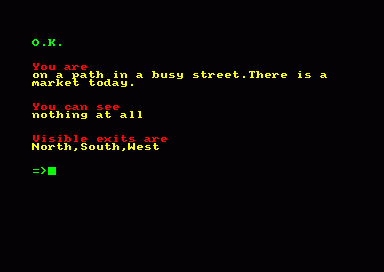 O.K.
You are
on a path in a busy street.There is a
market today.
You can see
nothing at all
Visible exits are
North,South,West
=>